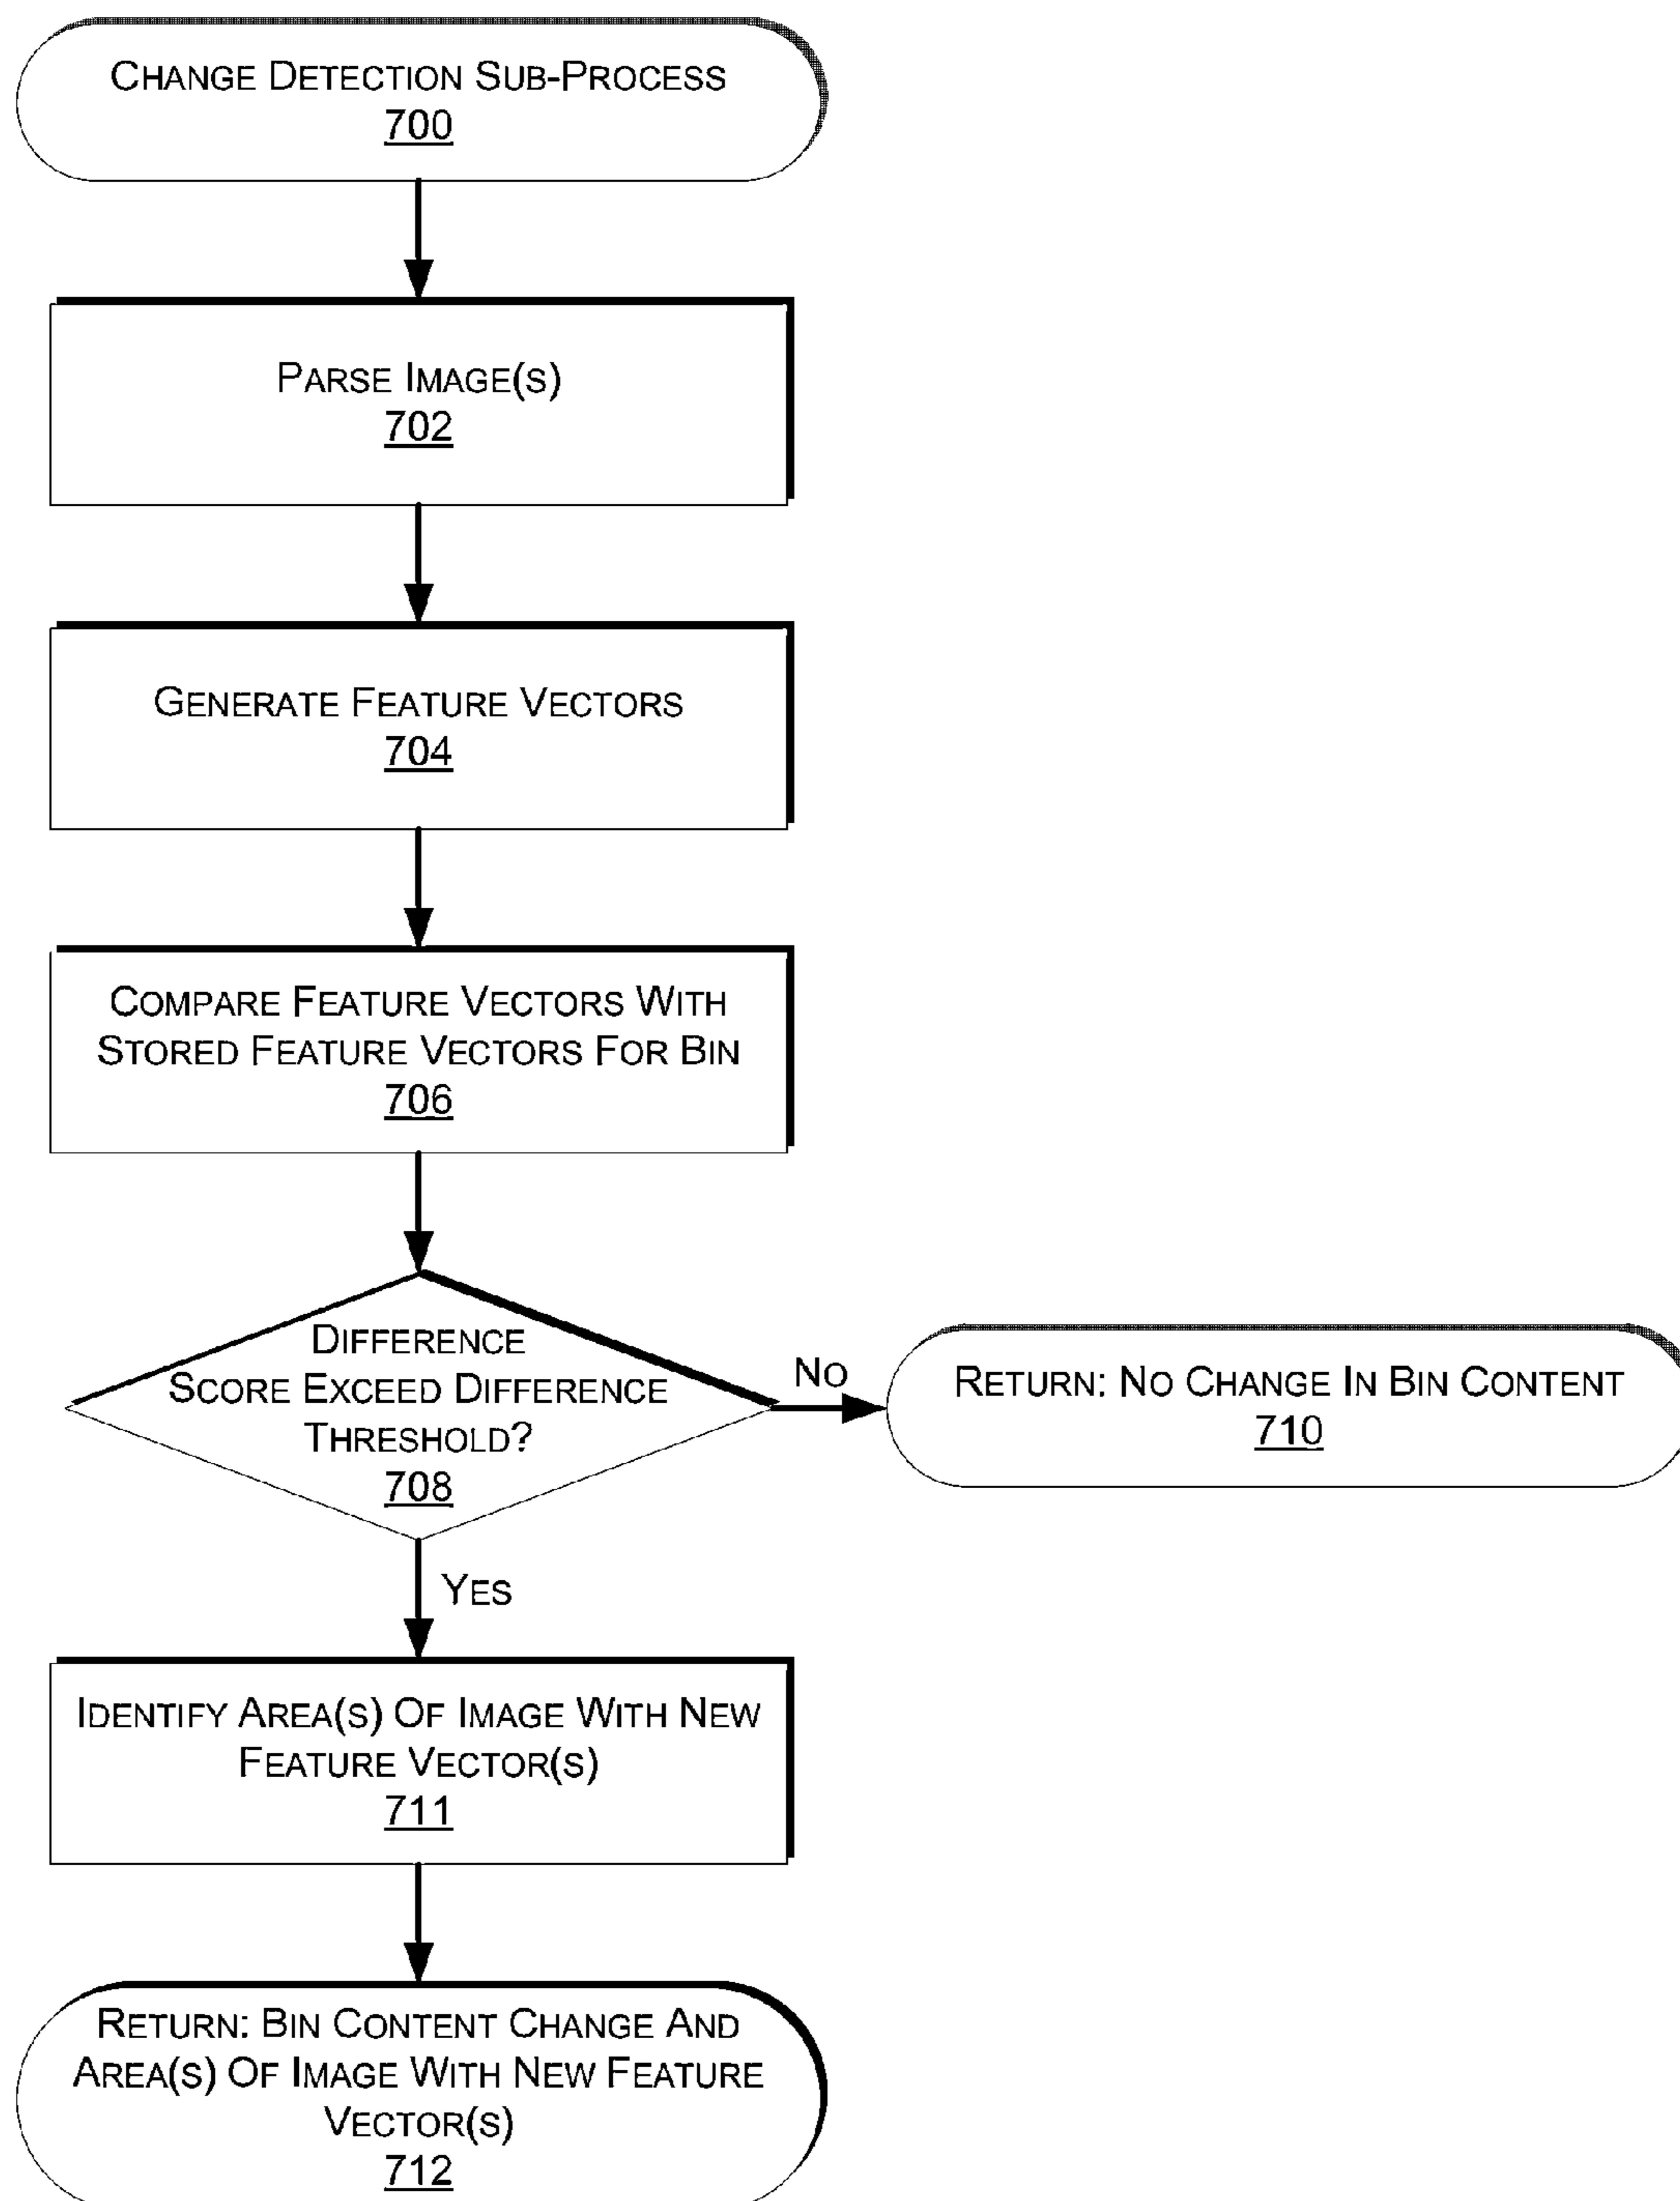 CHANGE DETECTION SUB-PROCESS
700
PARSE IMAGE(S)
702
GENERATE FEATURE VECTORS
704
COMPARE FEATURE VECTORS WITH
STORED FEATURE VECTORS FOR BIN
706
DIFFERENCE
SCORE EXCEED DIFFERENCE
THRESHOLD?
708
NO
RETURN: NO CHANGE IN BIN CONTENT
710
YES
IDENTIFY AREA(S) OF IMAGE WITH NEW
FEATURE VECTOR(S)
711
RETURN: BIN CONTENT CHANGE AND
AREA(S) OF IMAGE WITH NEW FEATURE
VECTOR(S)
712